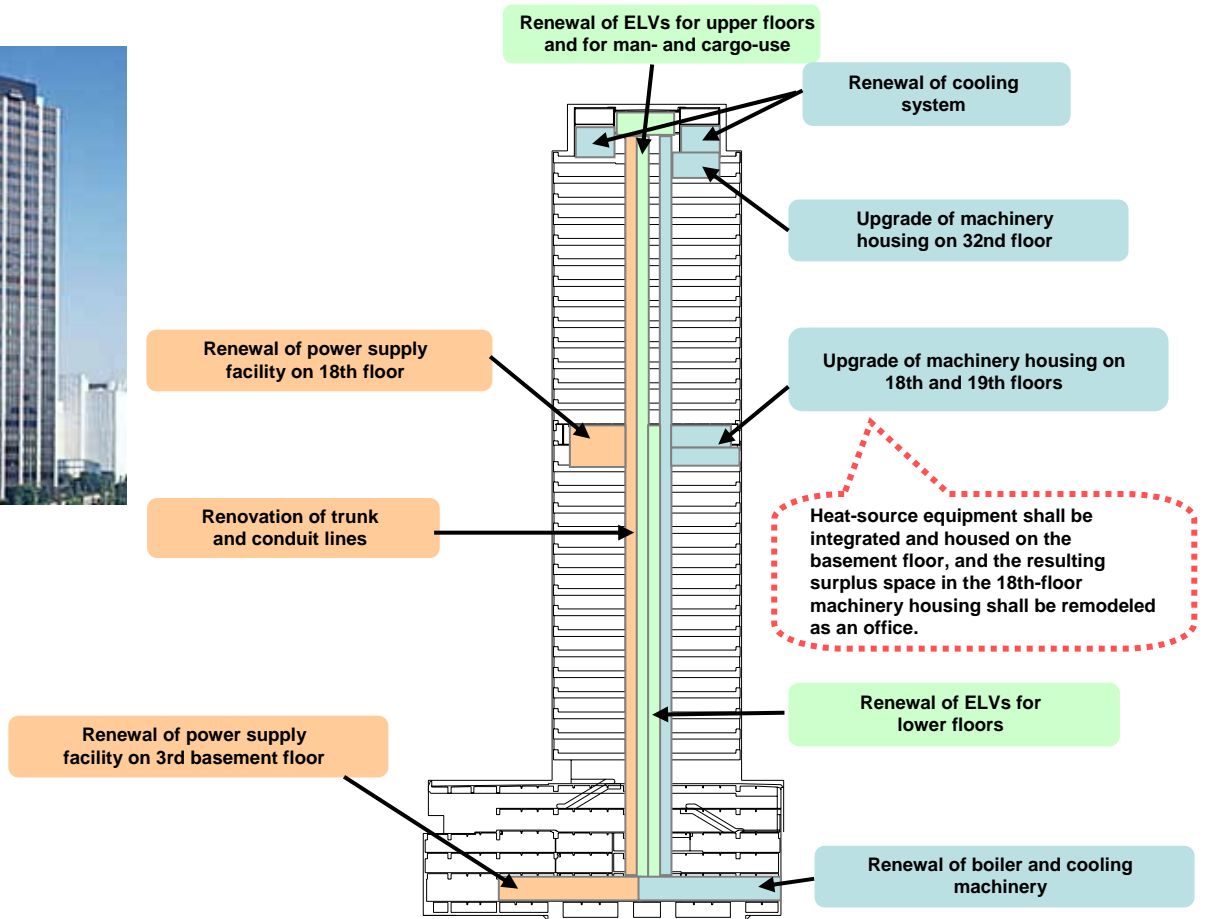 Renewal of ELVs for upper floors
and for man- and cargo-use
Renewal of cooling
system
Upgrade of machinery
housing on 32nd floor
Renewal of power supply
facility on 18th floor
Upgrade of machinery housing on
18th and 19th floors
Renovation of trunk
and conduit lines
Heat-source equipment shall be
integrated and housed on the
basement floor, and the resulting
surplus space in the 18th-floor
machinery housing shall be remodeled
as an office.
Renewal of ELVs for
lower floors
Renewal of power supply
facility on 3rd basement floor
Renewal of boiler and cooling
machinery